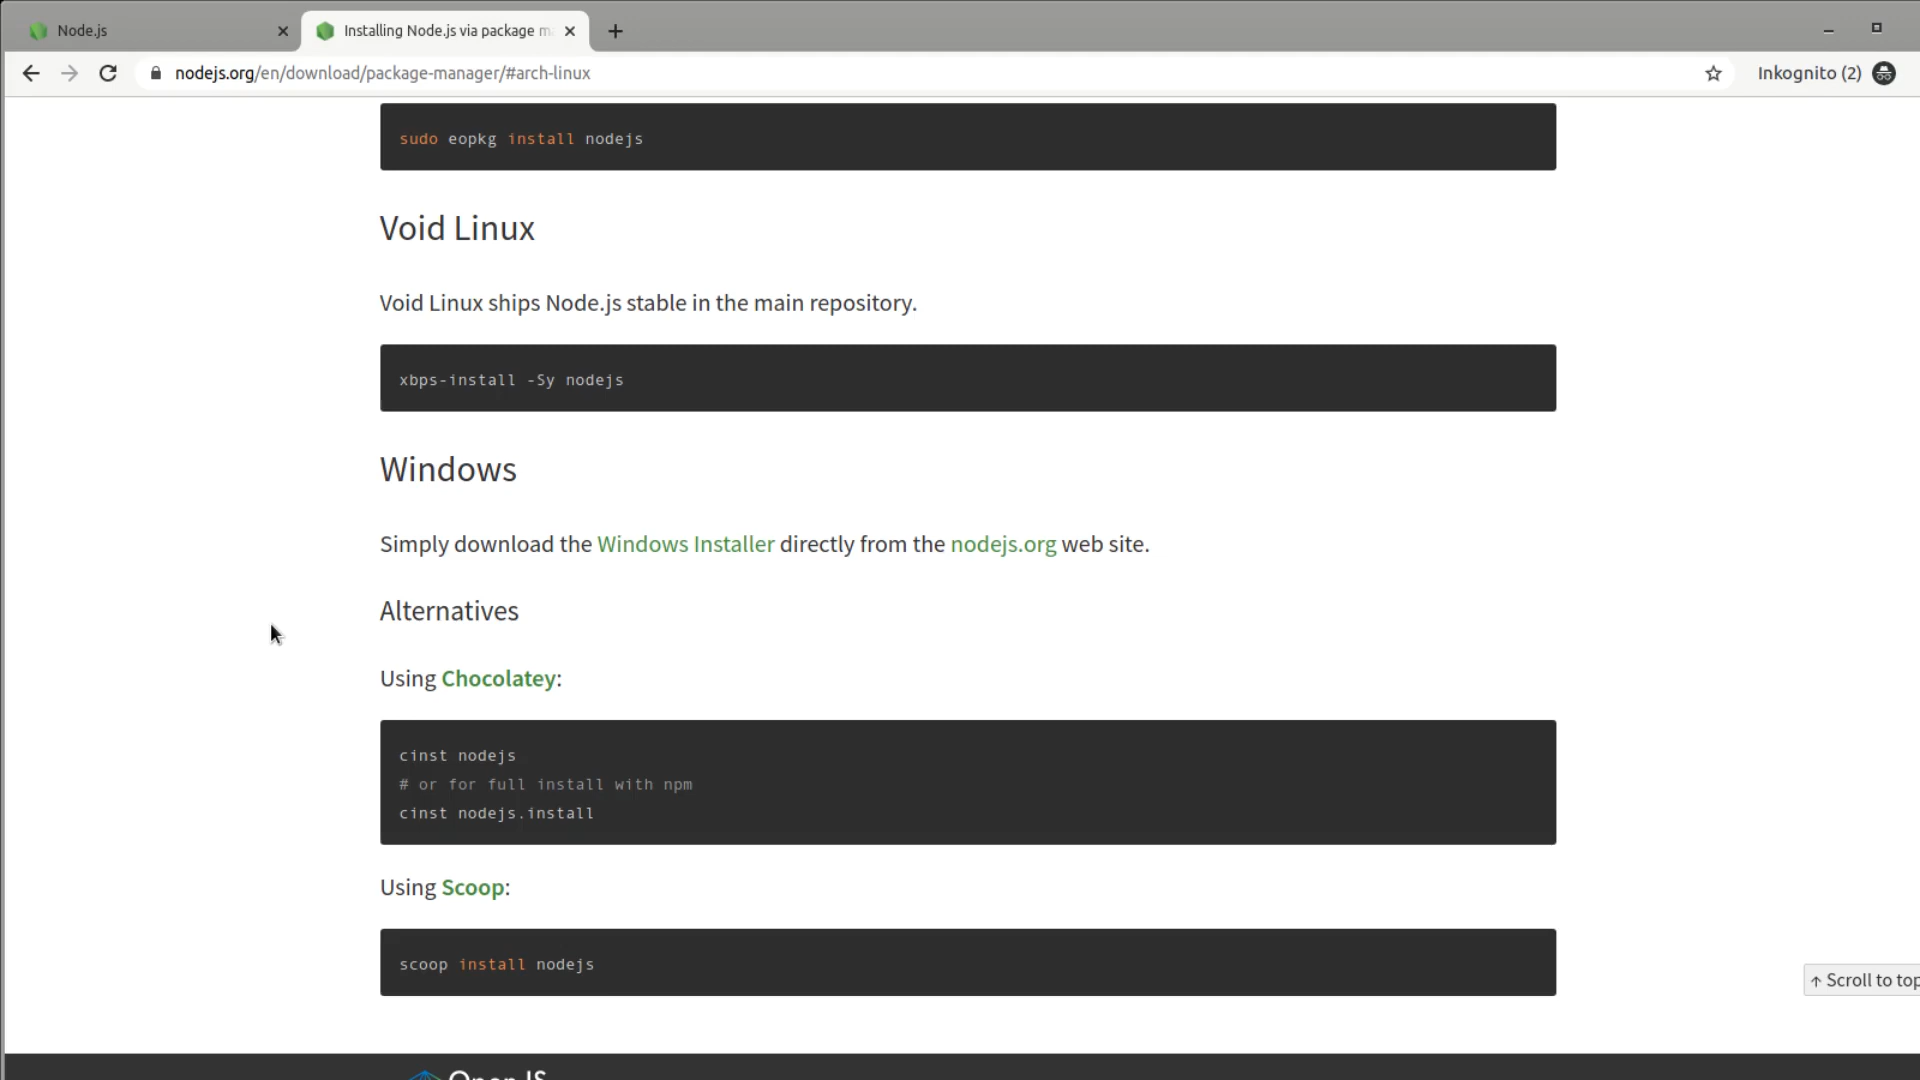 Node.js
Installing Node.js via package m
nodejs.org/en/download/package-manager/#arch-linux
Inkognito (2)
sudo eopkg install nodejs
Void Linux
Void Linux ships Node.js stable in the main repository.
xbps-install -Sy nodejs
Windows
Simply download the Windows Installer directly from the nodejs.org web site.
Alternatives
Using Chocolatey:
cinst nodejs
# or for full install with npm
cinst nodejs.install
Using Scoop:
scoop install nodejs
↑ Scroll to top
OpenJS